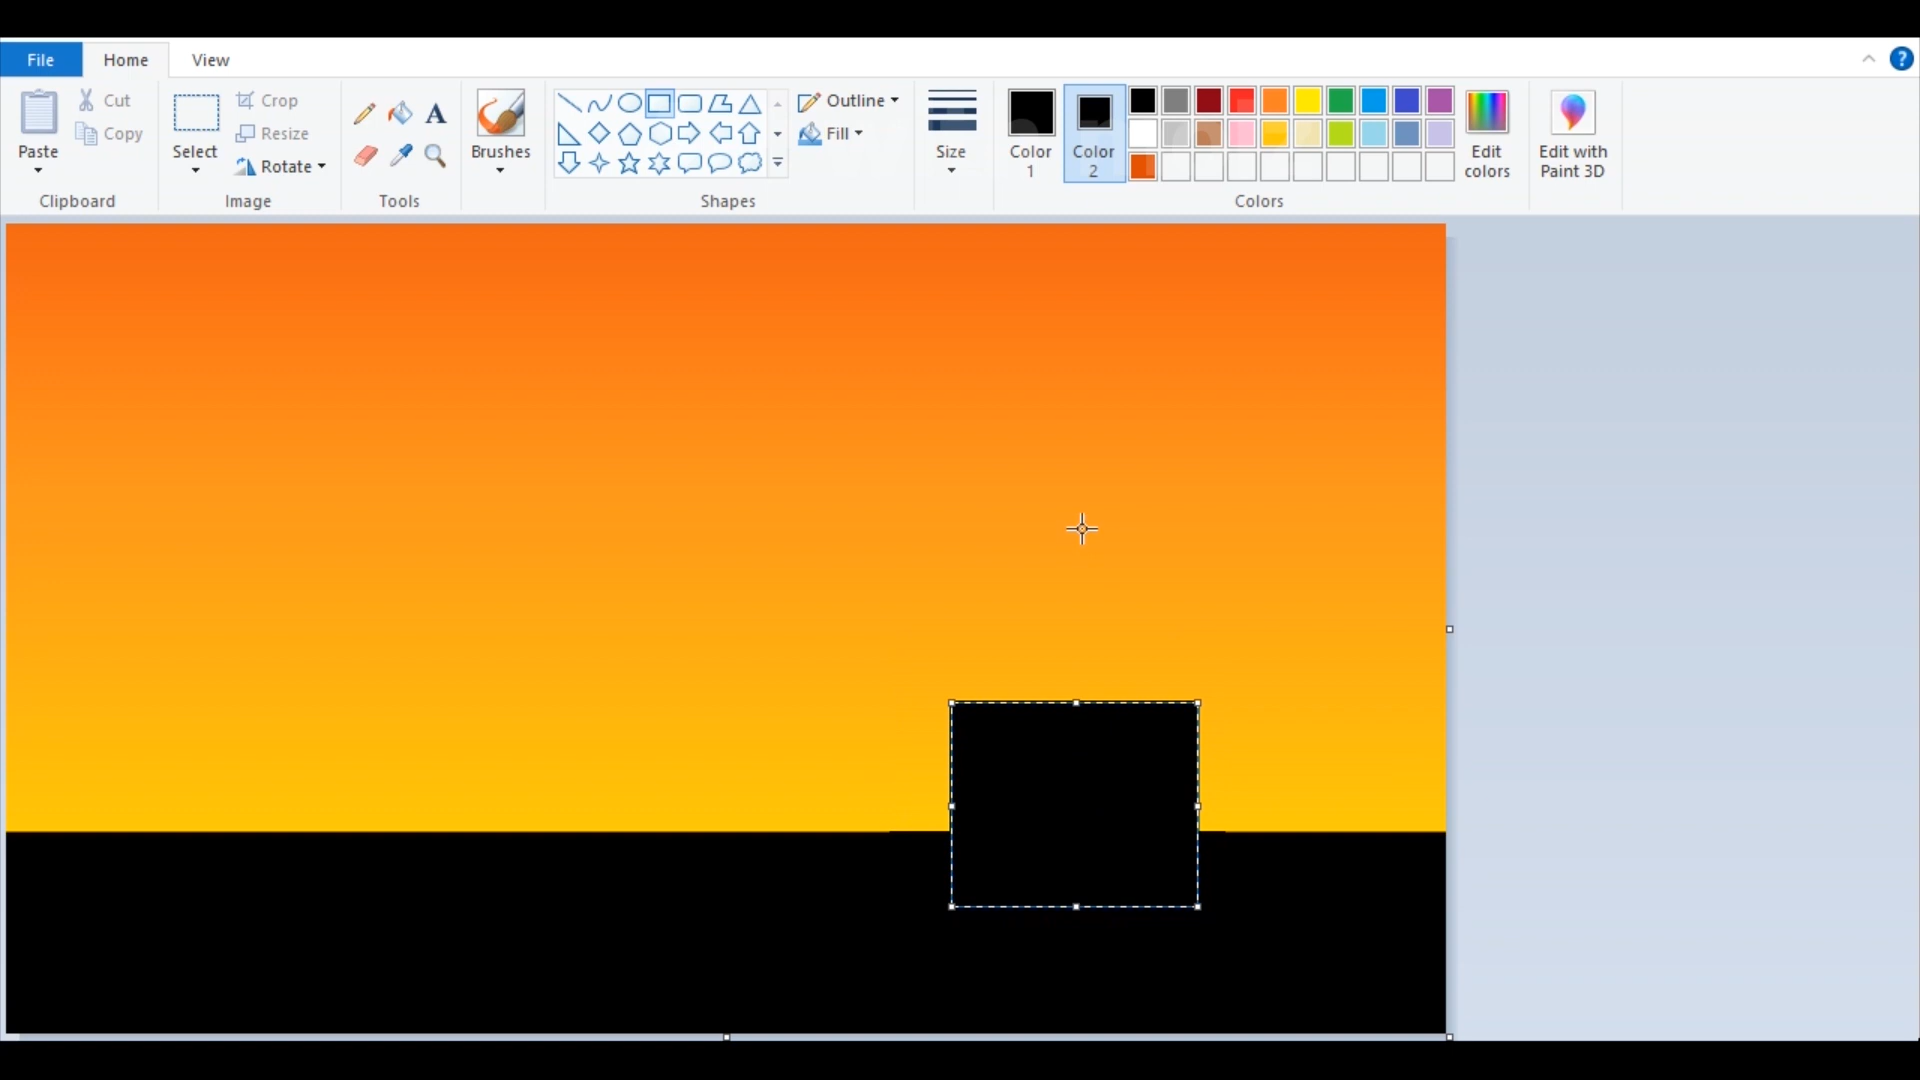 File Home View ?
Cut Crop A Outline
Copy Resize Fill
Paste Select Rotate Brushes Size Color 1 Color 2 Edit colors Edit with Paint 3D
Clipboard Image Tools Shapes Colors